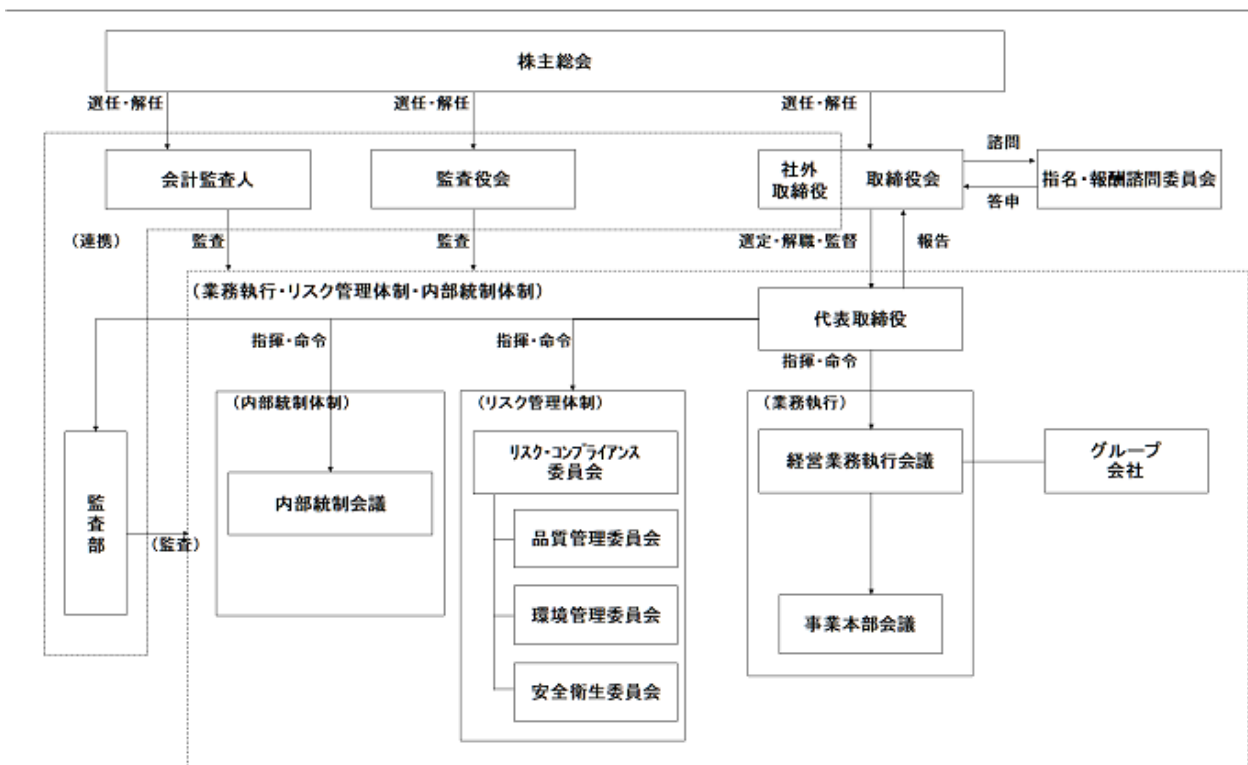 株主総会
選任・解任
選任・解任
選任・解任
会計監査人
監査役会
社外
取締役
取締役会
諮問
答申
指名・報酬諮問委員会
（連携）
監査
監査
選定・解職・監督
報告
（業務執行・リスク管理体制・内部統制体制）
代表取締役
指揮・命令
指揮・命令
指揮・命令
（内部統制体制）
（リスク管理体制）
（業務執行）
監査部
（監査）
内部統制会議
リスク・コンプライアンス
委員会
品質管理委員会
環境管理委員会
安全衛生委員会
経営業務執行会議
グループ
会社
事業本部会議